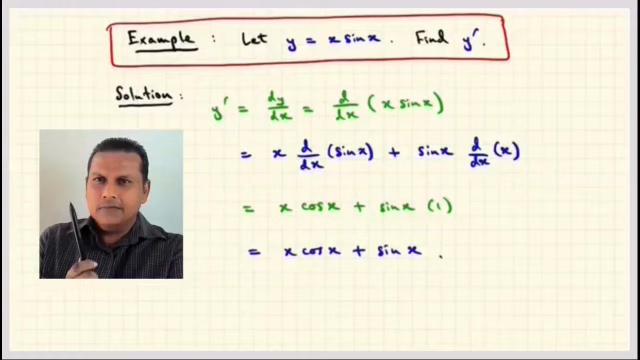 Example : Let y = x sin x . Find y'.
Solution :
y' = dy/dx = d/dx ( x sin x )
= x d/dx (sin x) + sin x d/dx (x)
= x cos x + sin x (1)
= x cos x + sin x .